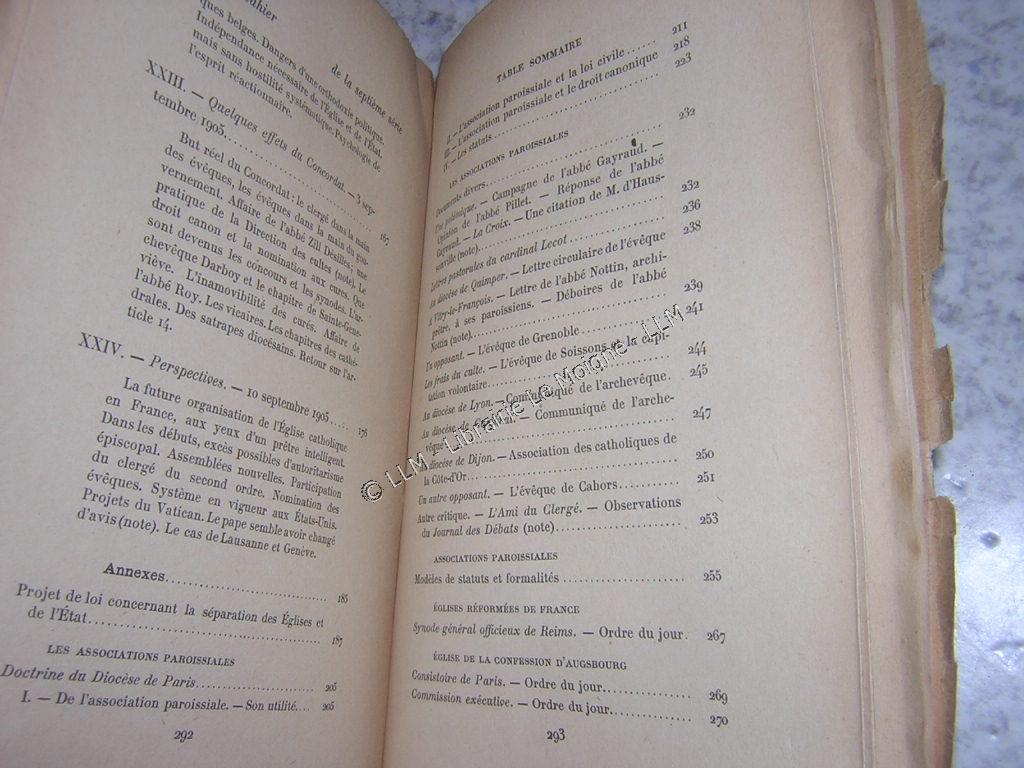 cahier
de la septième série
ques belges. Dangers d'une orthodoxie politique.
Indépendance nécessaire de l'Église et de l'État,
mais sans hostilité systématique. Psychologie de
l'esprit réactionnaire.
XXIII. — Quelques effets du Concordat. — 3 sep-
tembre 1905.......... 167
But réel du Concordat : le clergé dans la main
des évêques, les évêques dans la main du gou-
vernement. Affaire de l'abbé Zill Désilles, une
pratique de la Direction des cultes (note). Le
droit canon et la nomination aux cures. Que
sont devenus les concours et les synodes. L'ar-
chevêque Darboy et le chapitre de Sainte-Gene-
viève. L'inamovibilité des curés. Affaire de
l'abbé Roy. Les vicaires. Les chapitres des cathé-
drales. Des satrapes diocésains. Retour sur l'ar-
ticle 14.
XXIV. — Perspectives. — 10 septembre 1905..... 176
La future organisation de l'Église catholique
en France, aux yeux d'un prêtre intelligent.
Dans les débuts, excès possibles d'autoritarisme
épiscopal. Assemblées nouvelles. Participation
du clergé du second ordre. Nomination des
évêques. Système en vigueur aux États-Unis.
Projets du Vatican. Le pape semble avoir changé
d'avis (note). Le cas de Lausanne et Genève.
Annexes.......... 185
Projet de loi concernant la séparation des Églises et
de l'État.......... 187
LES ASSOCIATIONS PAROISSIALES
Doctrine du Diocèse de Paris.......... 205
I. — De l'association paroissiale. — Son utilité.... 205
292
TABLE SOMMAIRE
II. — L'association paroissiale et la loi civile...... 211
III. — L'association paroissiale et le droit canonique 218
IV. — Les statuts.......... 223
LES ASSOCIATIONS PAROISSIALES
Documents divers.......... 232
Une polémique. — Campagne de l'abbé Gayraud. —
Opinion de l'abbé Pillet. — Réponse de l'abbé
Gayraud. — La Croix. — Une citation de M. d'Haus-
sonville (note).......... 232
Lettres pastorales du cardinal Lecot.......... 236
Au diocèse de Quimper. — Lettre circulaire de l'évêque 238
A Vitry-le-François. — Lettre de l'abbé Nottin, archi-
prêtre, à ses paroissiens. — Déboires de l'abbé
Nottin (note).......... 239
Un opposant. — L'évêque de Grenoble.......... 241
Les frais du culte. — L'évêque de Soissons et la capi-
tation volontaire.......... 244
Au diocèse de Lyon. — Communiqué de l'archevêque. 245
Au diocèse de — Communiqué de l'arche-
vêque.......... 247
diocèse de Dijon. — Association des catholiques de
la Côte-d'Or.......... 250
Un autre opposant. — L'évêque de Cahors.......... 251
Autre critique. — L'Ami du Clergé. — Observations
du Journal des Débats (note).......... 253
ASSOCIATIONS PAROISSIALES
Modèles de statuts et formalités.......... 255
ÉGLISES RÉFORMÉES DE FRANCE
Synode général officieux de Reims. — Ordre du jour. 267
ÉGLISE DE LA CONFESSION D'AUGSBOURG
Consistoire de Paris. — Ordre du jour.......... 269
Commission exécutive. — Ordre du jour.......... 270
293
© LLM - Librairie Le Moigne - LLM